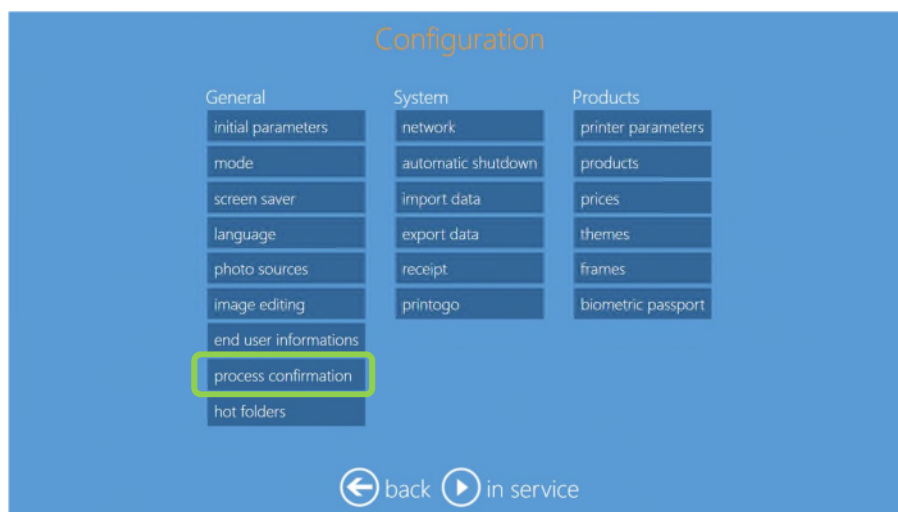 Configuration
General
initial parameters
mode
screen saver
language
photo sources
image editing
end user informations
process confirmation
hot folders
System
network
automatic shutdown
import data
export data
receipt
printogo
Products
printer parameters
products
prices
themes
frames
biometric passport
back in service